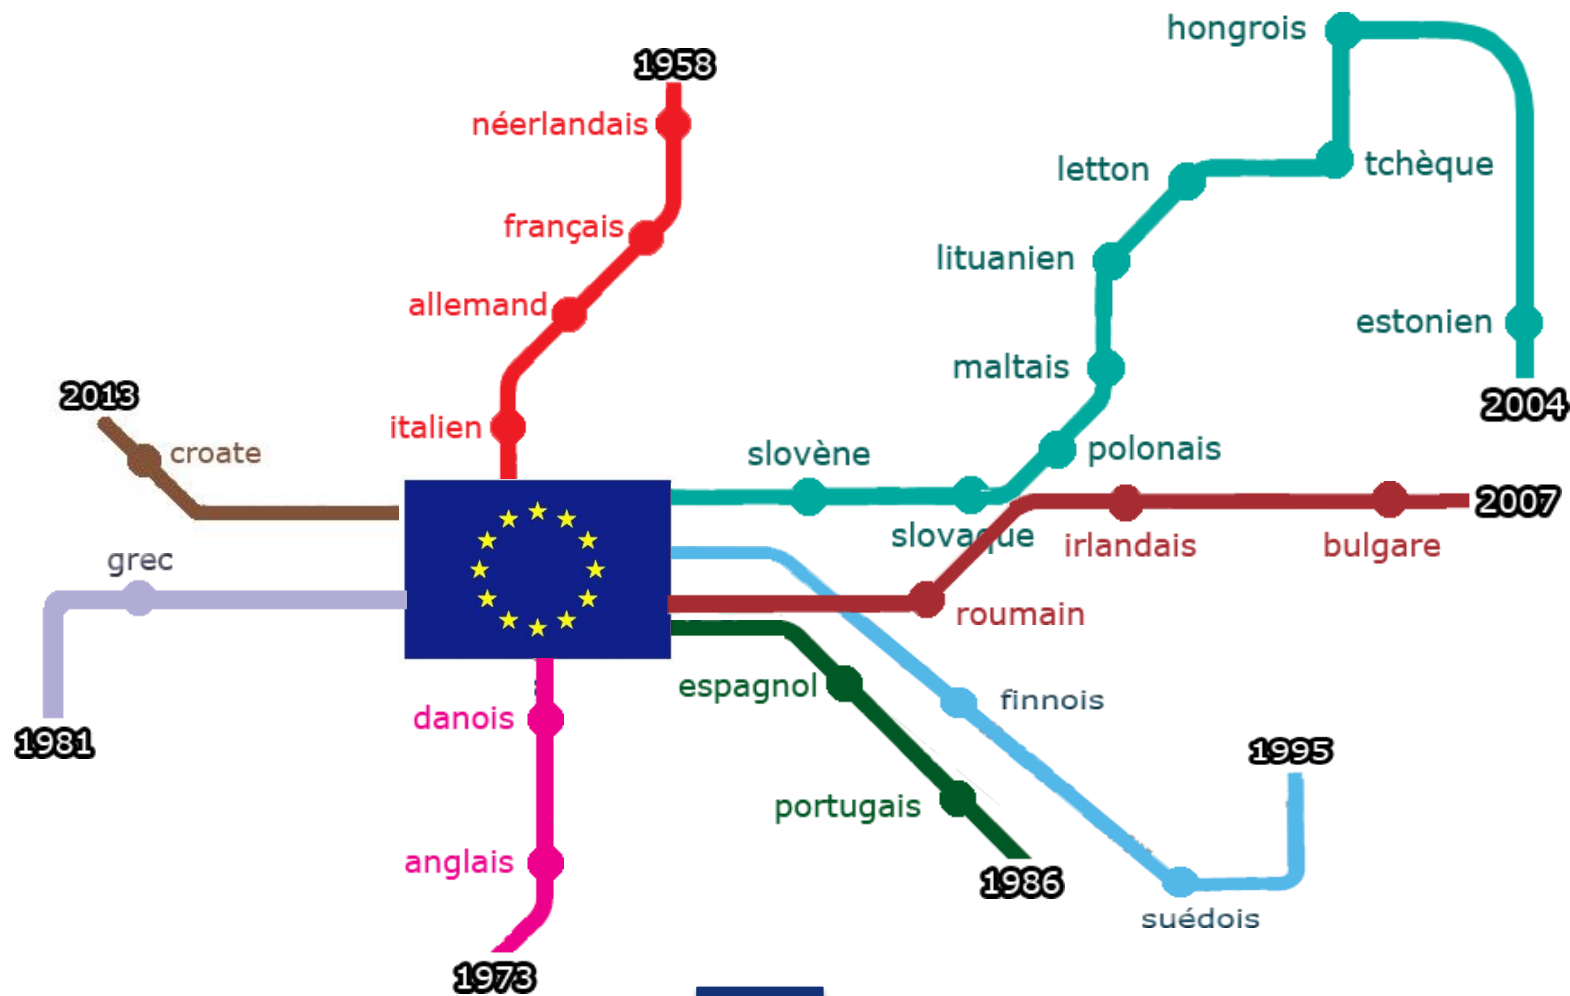 hongrois
1958
néerlandais
letton
tchèque
français
lituanien
allemand
estonien
maltais
2013
2004
italien
croate
slovène
polonais
2007
slovaque
irlandais
bulgare
grec
roumain
espagnol
finnois
danois
1981
1995
portugais
anglais
1986
suédois
1973